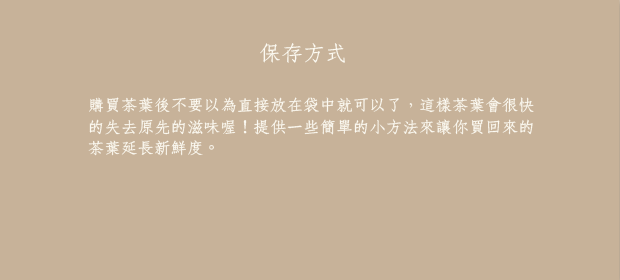 保存方式
購買茶葉後不要以為直接放在袋中就可以了，這樣茶葉會很快
的失去原先的滋味喔！提供一些簡單的小方法來讓你買回來的
茶葉延長新鮮度。